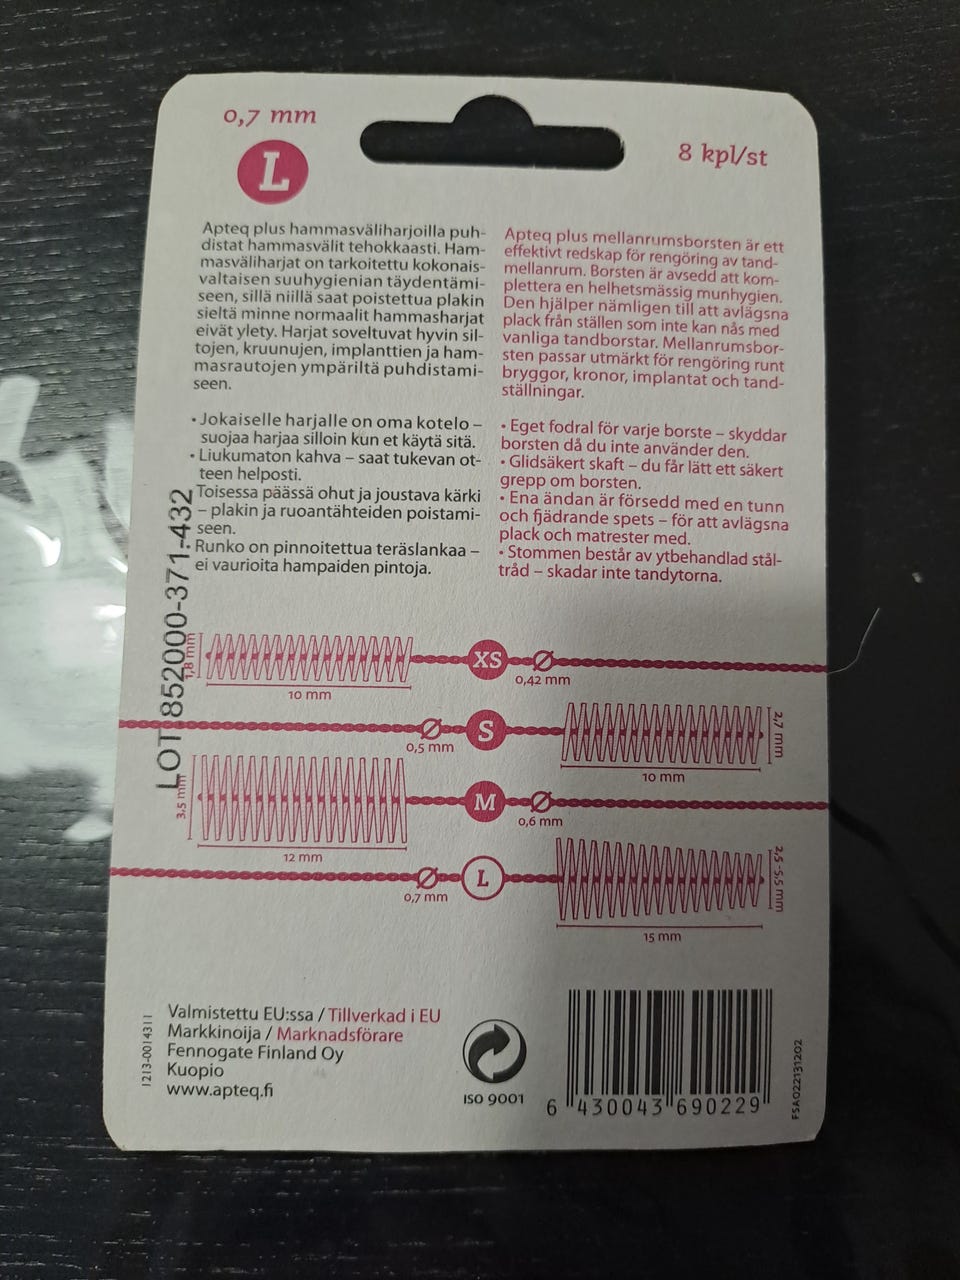 0,7 mm
L
8 kpl/st
Apteq plus hammasväliharjoilla puh-
distat hammasvälit tehokkaasti. Ham-
masväliharjat on tarkoitettu kokonais-
valtaisen suuhygienian täydentämi-
seen, sillä niillä saat poistettua plakin
sieltä minne normaalit hammasharjat
eivät ylety. Harjat soveltuvat hyvin sil-
tojen, kruunujen, implanttien ja ham-
masrautojen ympäriltä puhdistami-
seen.
• Jokaiselle harjalle on oma kotelo –
suojaa harjaa silloin kun et käytä sitä.
• Liukumaton kahva – saat tukevan ot-
teen helposti.
Toisessa päässä ohut ja joustava kärki
– plakin ja ruoantähteiden poistami-
seen.
Runko on pinnoitettua teräslankaa –
ei vaurioita hampaiden pintoja.
Apteq plus mellanrumsborsten är ett
effektivt redskap för rengöring av tand-
mellanrum. Borsten är avsedd att kom-
plettera en helhetsmässig munhygien.
Den hjälper nämligen till att avlägsna
plack från ställen som inte kan nås med
vanliga tandborstar. Mellanrumsbor-
sten passar utmärkt för rengöring runt
bryggor, kronor, implantat och tand-
ställningar.
• Eget fodral för varje borste – skyddar
borsten då du inte använder den.
• Glidsäkert skaft – du får lätt ett säkert
grepp om borsten.
• Ena ändan är försedd med en tunn
och fjädrande spets – för att avlägsna
plack och matrester med.
• Stommen består av ytbehandlad stål-
tråd – skadar inte tandytorna.
LOT 852000-371-432
1,8 mm
10 mm
XS
0,42 mm
0,5 mm
S
10 mm
2,7 mm
3,5 mm
12 mm
M
0,6 mm
0,7 mm
L
15 mm
2,5-5,5 mm
1213-0014311
Valmistettu EU:ssa / Tillverkad i EU
Markkinoija / Marknadsförare
Fennogate Finland Oy
Kuopio
www.apteq.fi
ISO 9001
6 430043 690229
FSA022131202